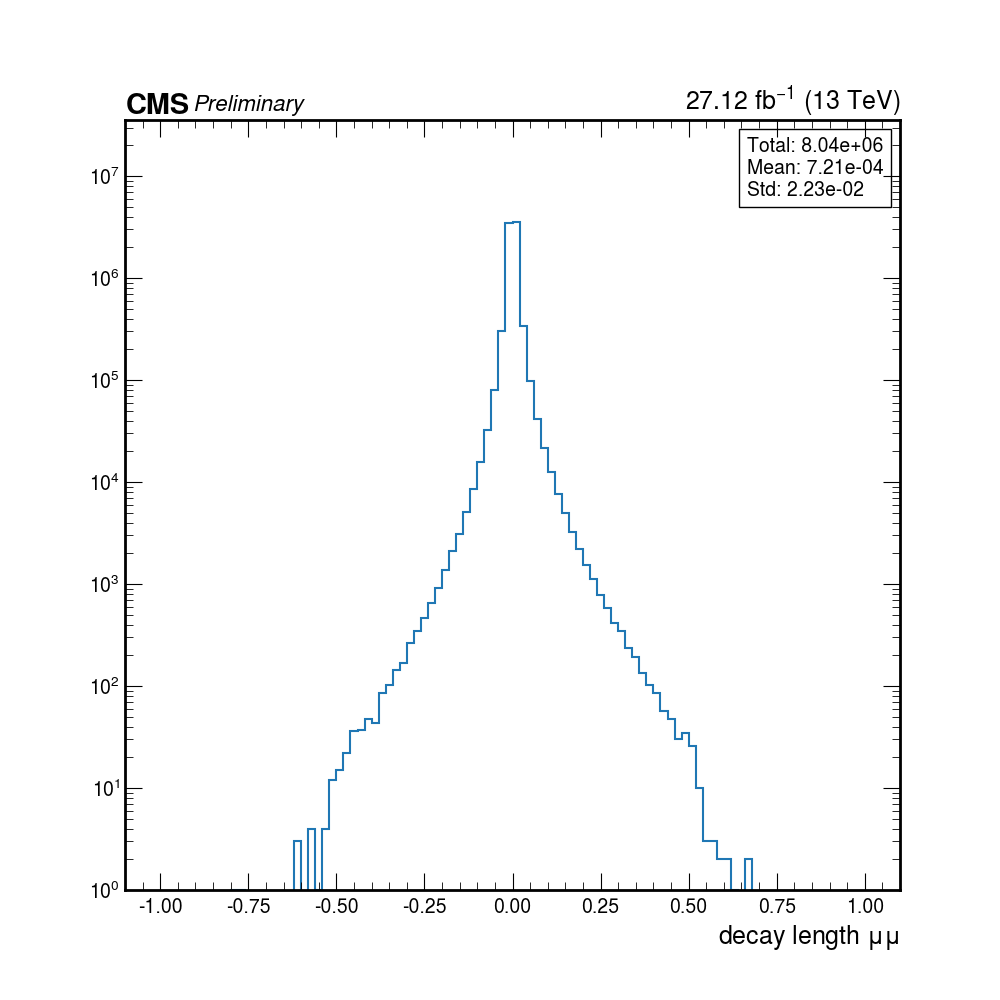 CMS Preliminary 27.12 fb⁻¹ (13 TeV)
Total: 8.04e+06
Mean: 7.21e-04
Std: 2.23e-02
10⁷
10⁶
10⁵
10⁴
10³
10²
10¹
10⁰
-1.00 -0.75 -0.50 -0.25 0.00 0.25 0.50 0.75 1.00
decay length μμ